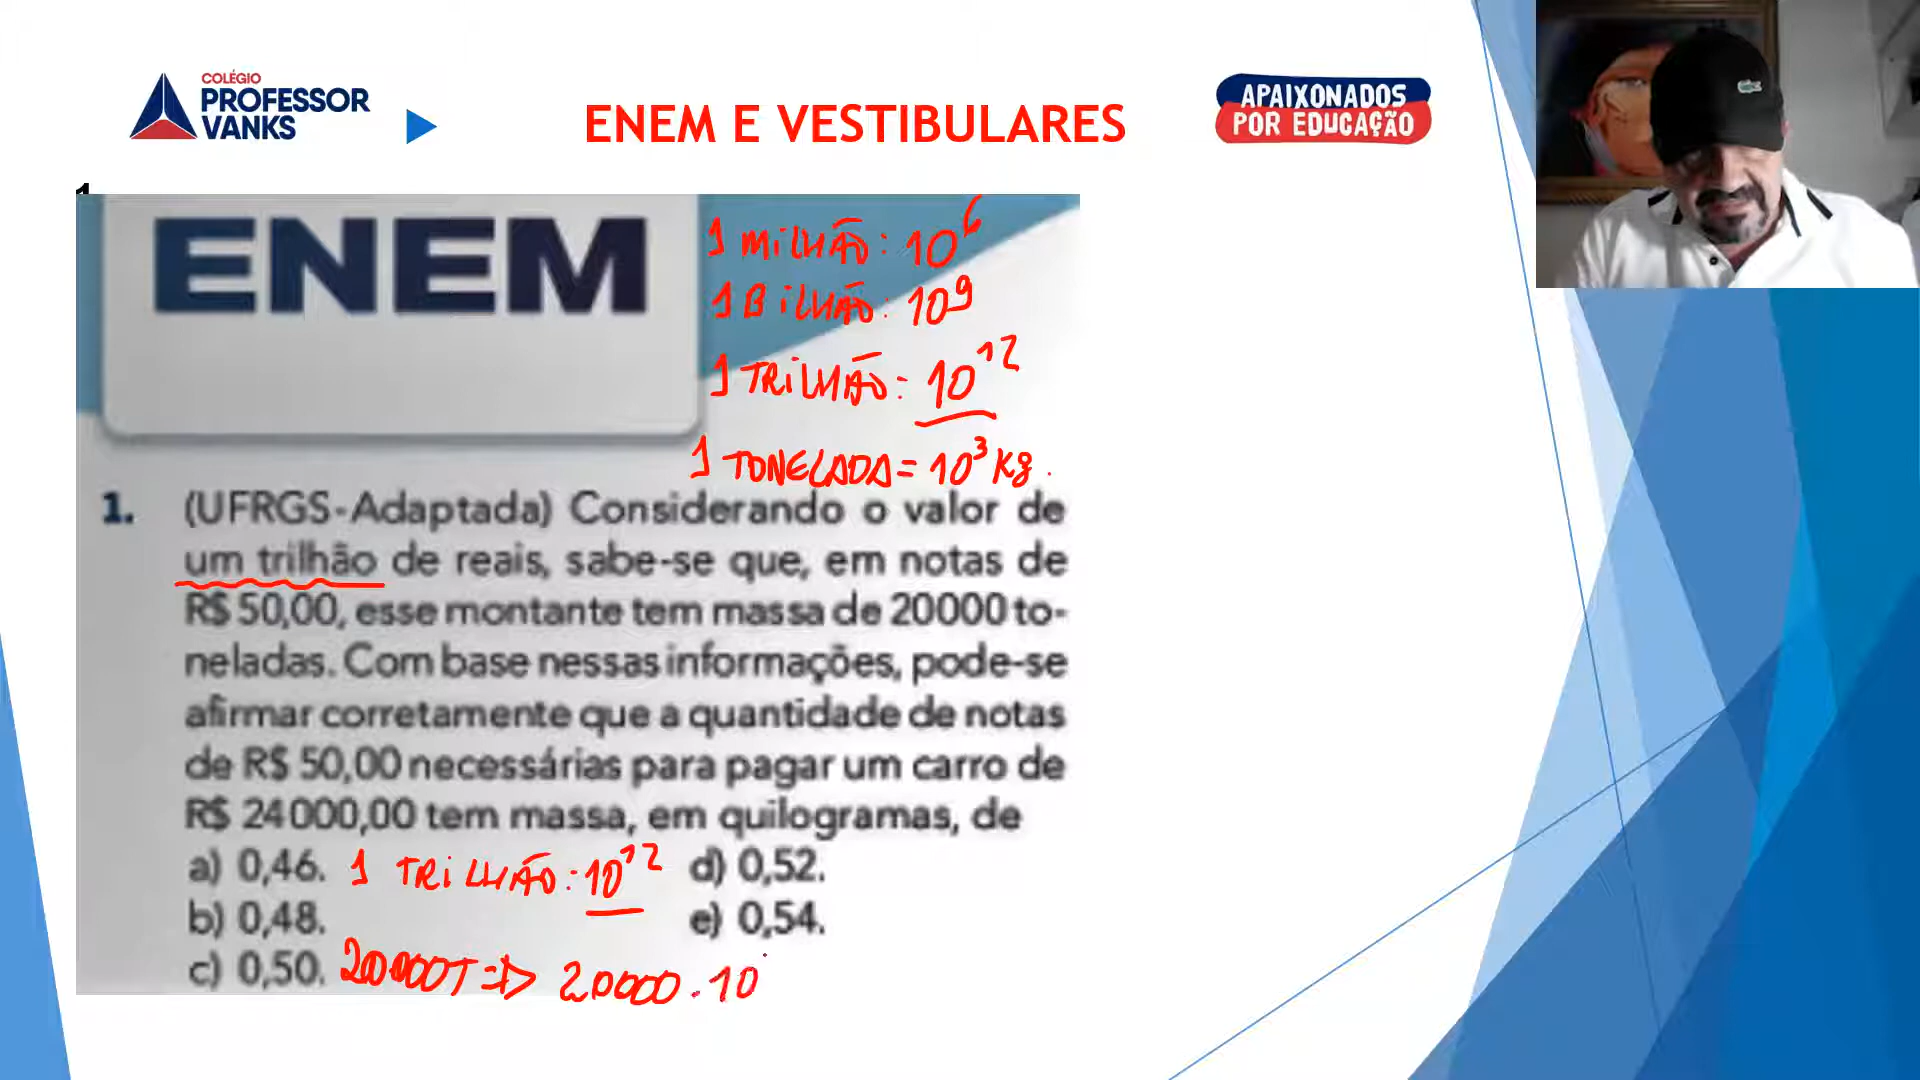 COLÉGIO
PROFESSOR
VANKS
ENEM E VESTIBULARES
APAIXONADOS
POR EDUCAÇÃO
ENEM
1 MILHÃO: 10⁶
1 BILHÃO: 10⁹
1 TRILHÃO: 10¹²
1 TONELADA = 10³ Kg.
1. (UFRGS-Adaptada) Considerando o valor de
um trilhão de reais, sabe-se que, em notas de
R$ 50,00, esse montante tem massa de 20000 to-
neladas. Com base nessas informações, pode-se
afirmar corretamente que a quantidade de notas
de R$ 50,00 necessárias para pagar um carro de
R$ 24000,00 tem massa, em quilogramas, de
a) 0,46. 1 TRILHÃO: 10¹² d) 0,52.
b) 0,48. e) 0,54.
c) 0,50. 20000T => 20000.10